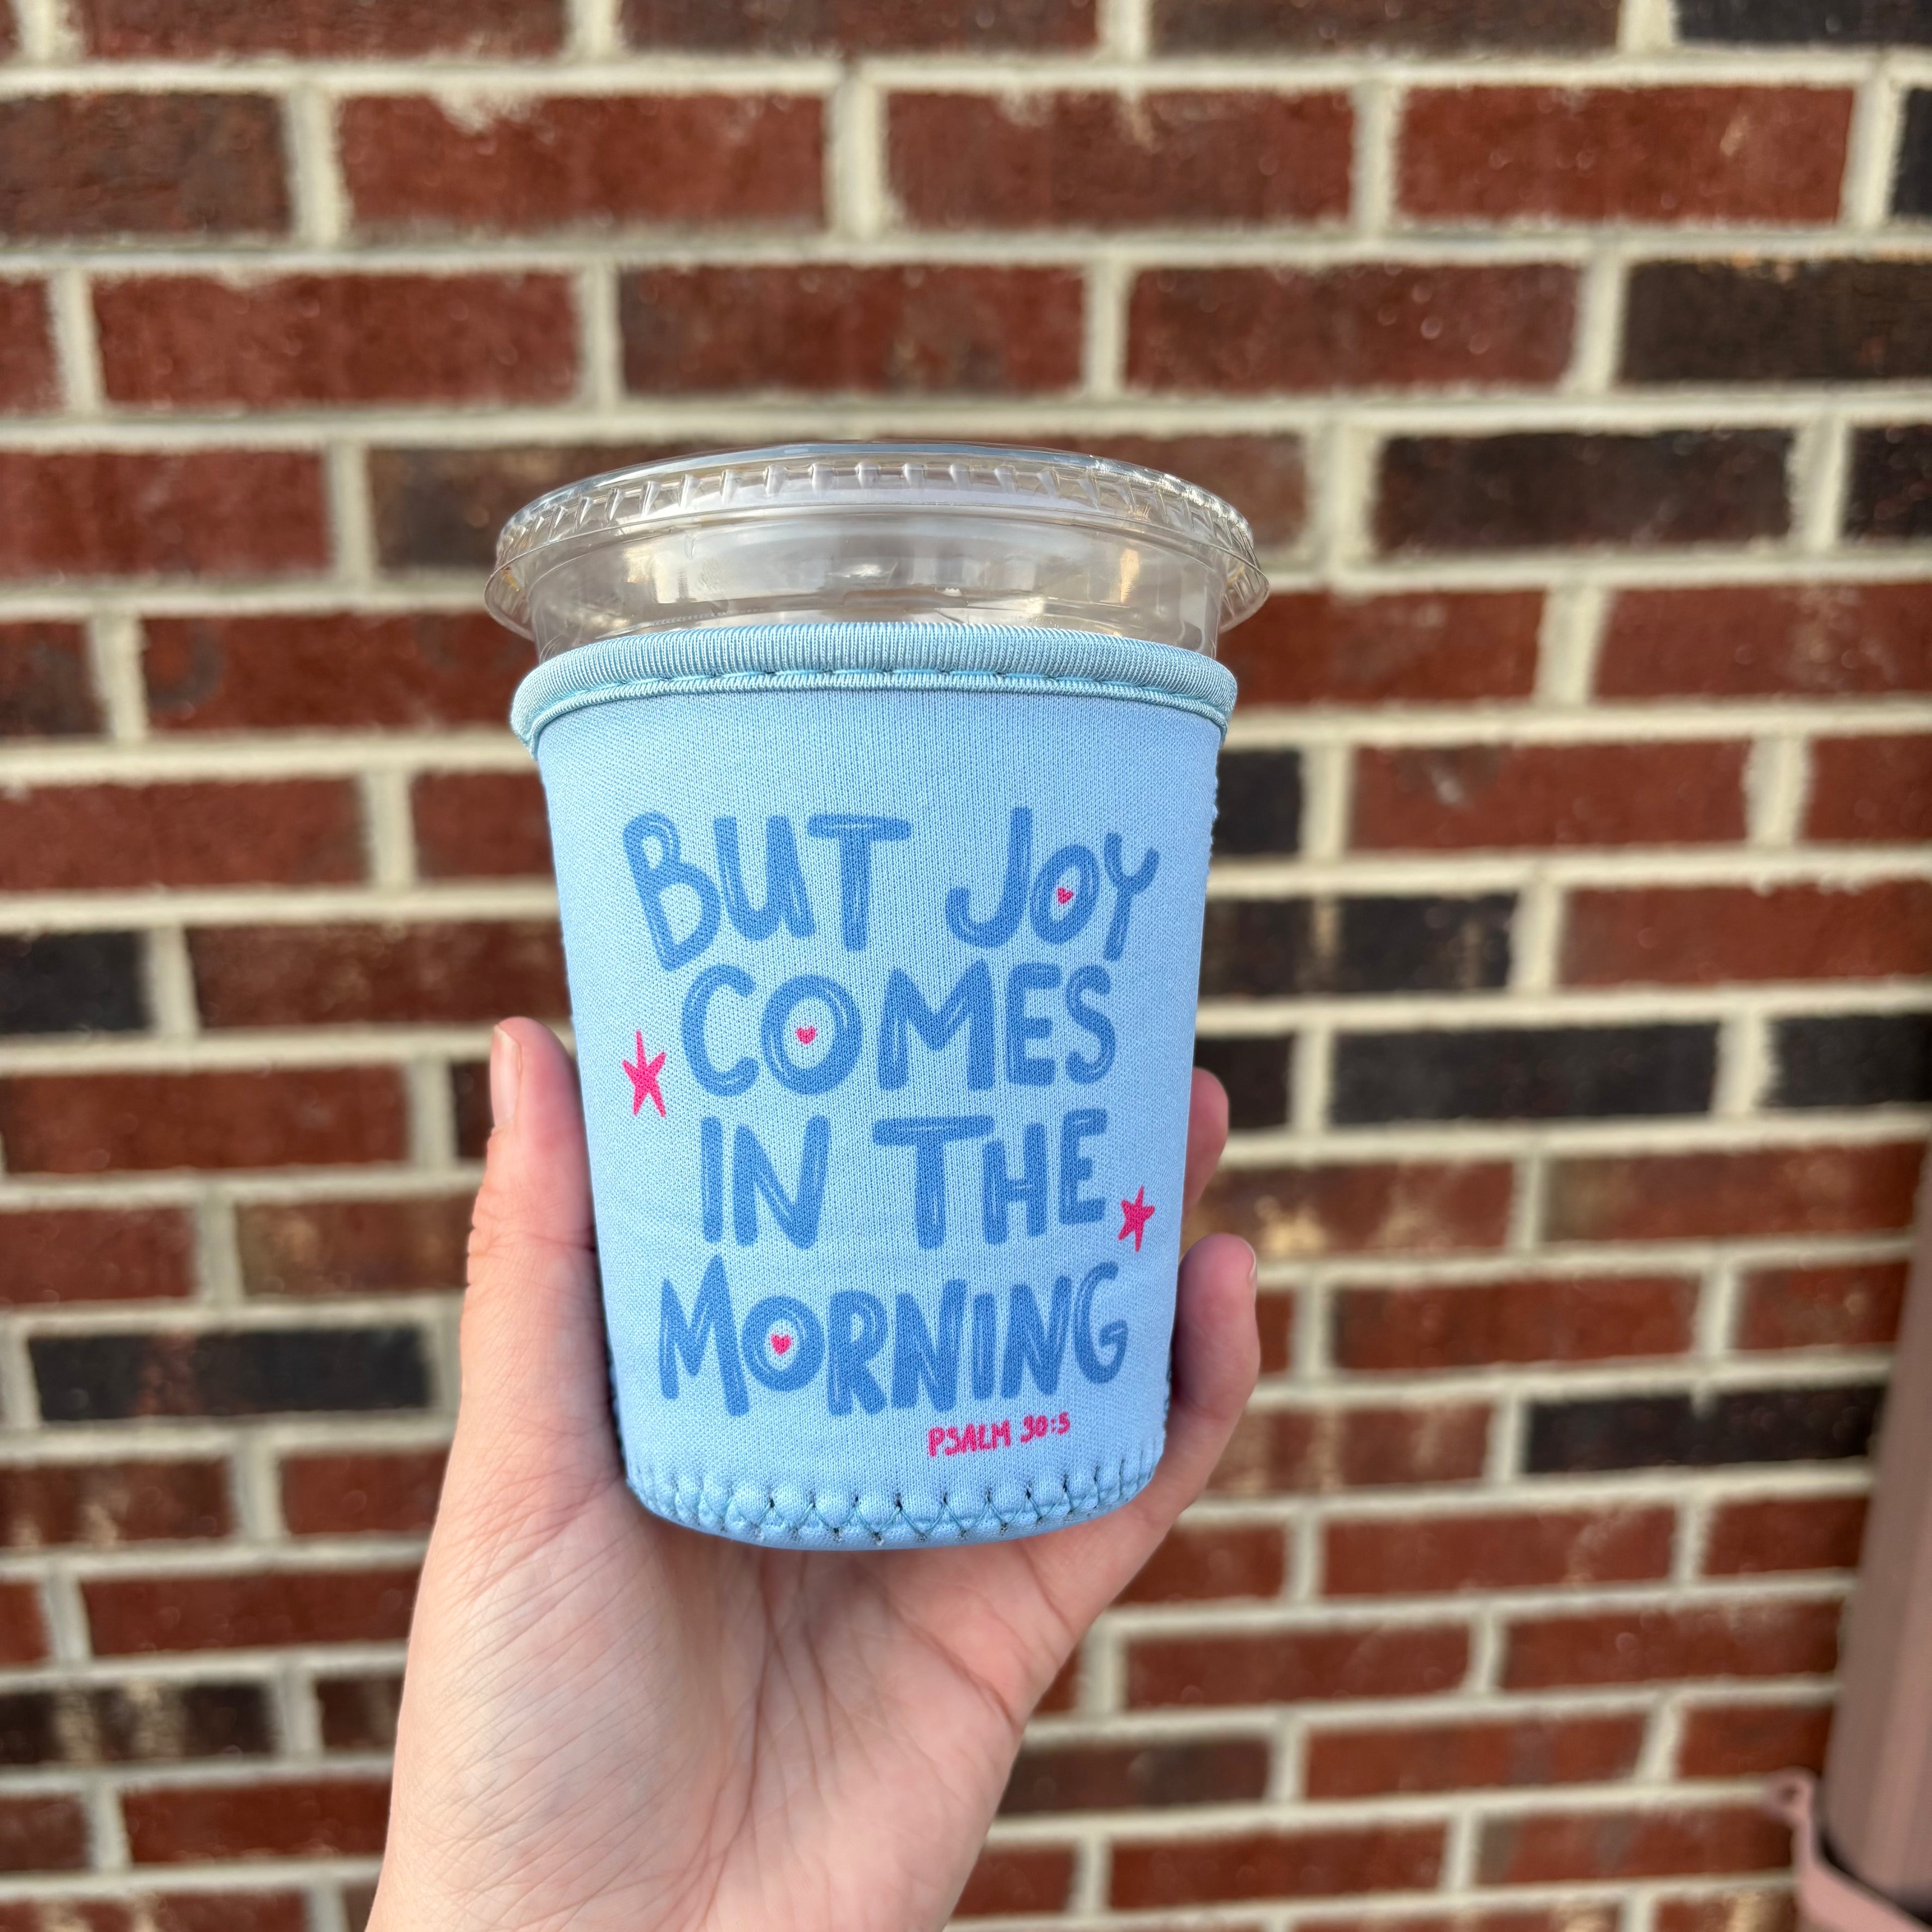 BUT JOY
COMES
IN THE
MORNING
PSALM 30:5